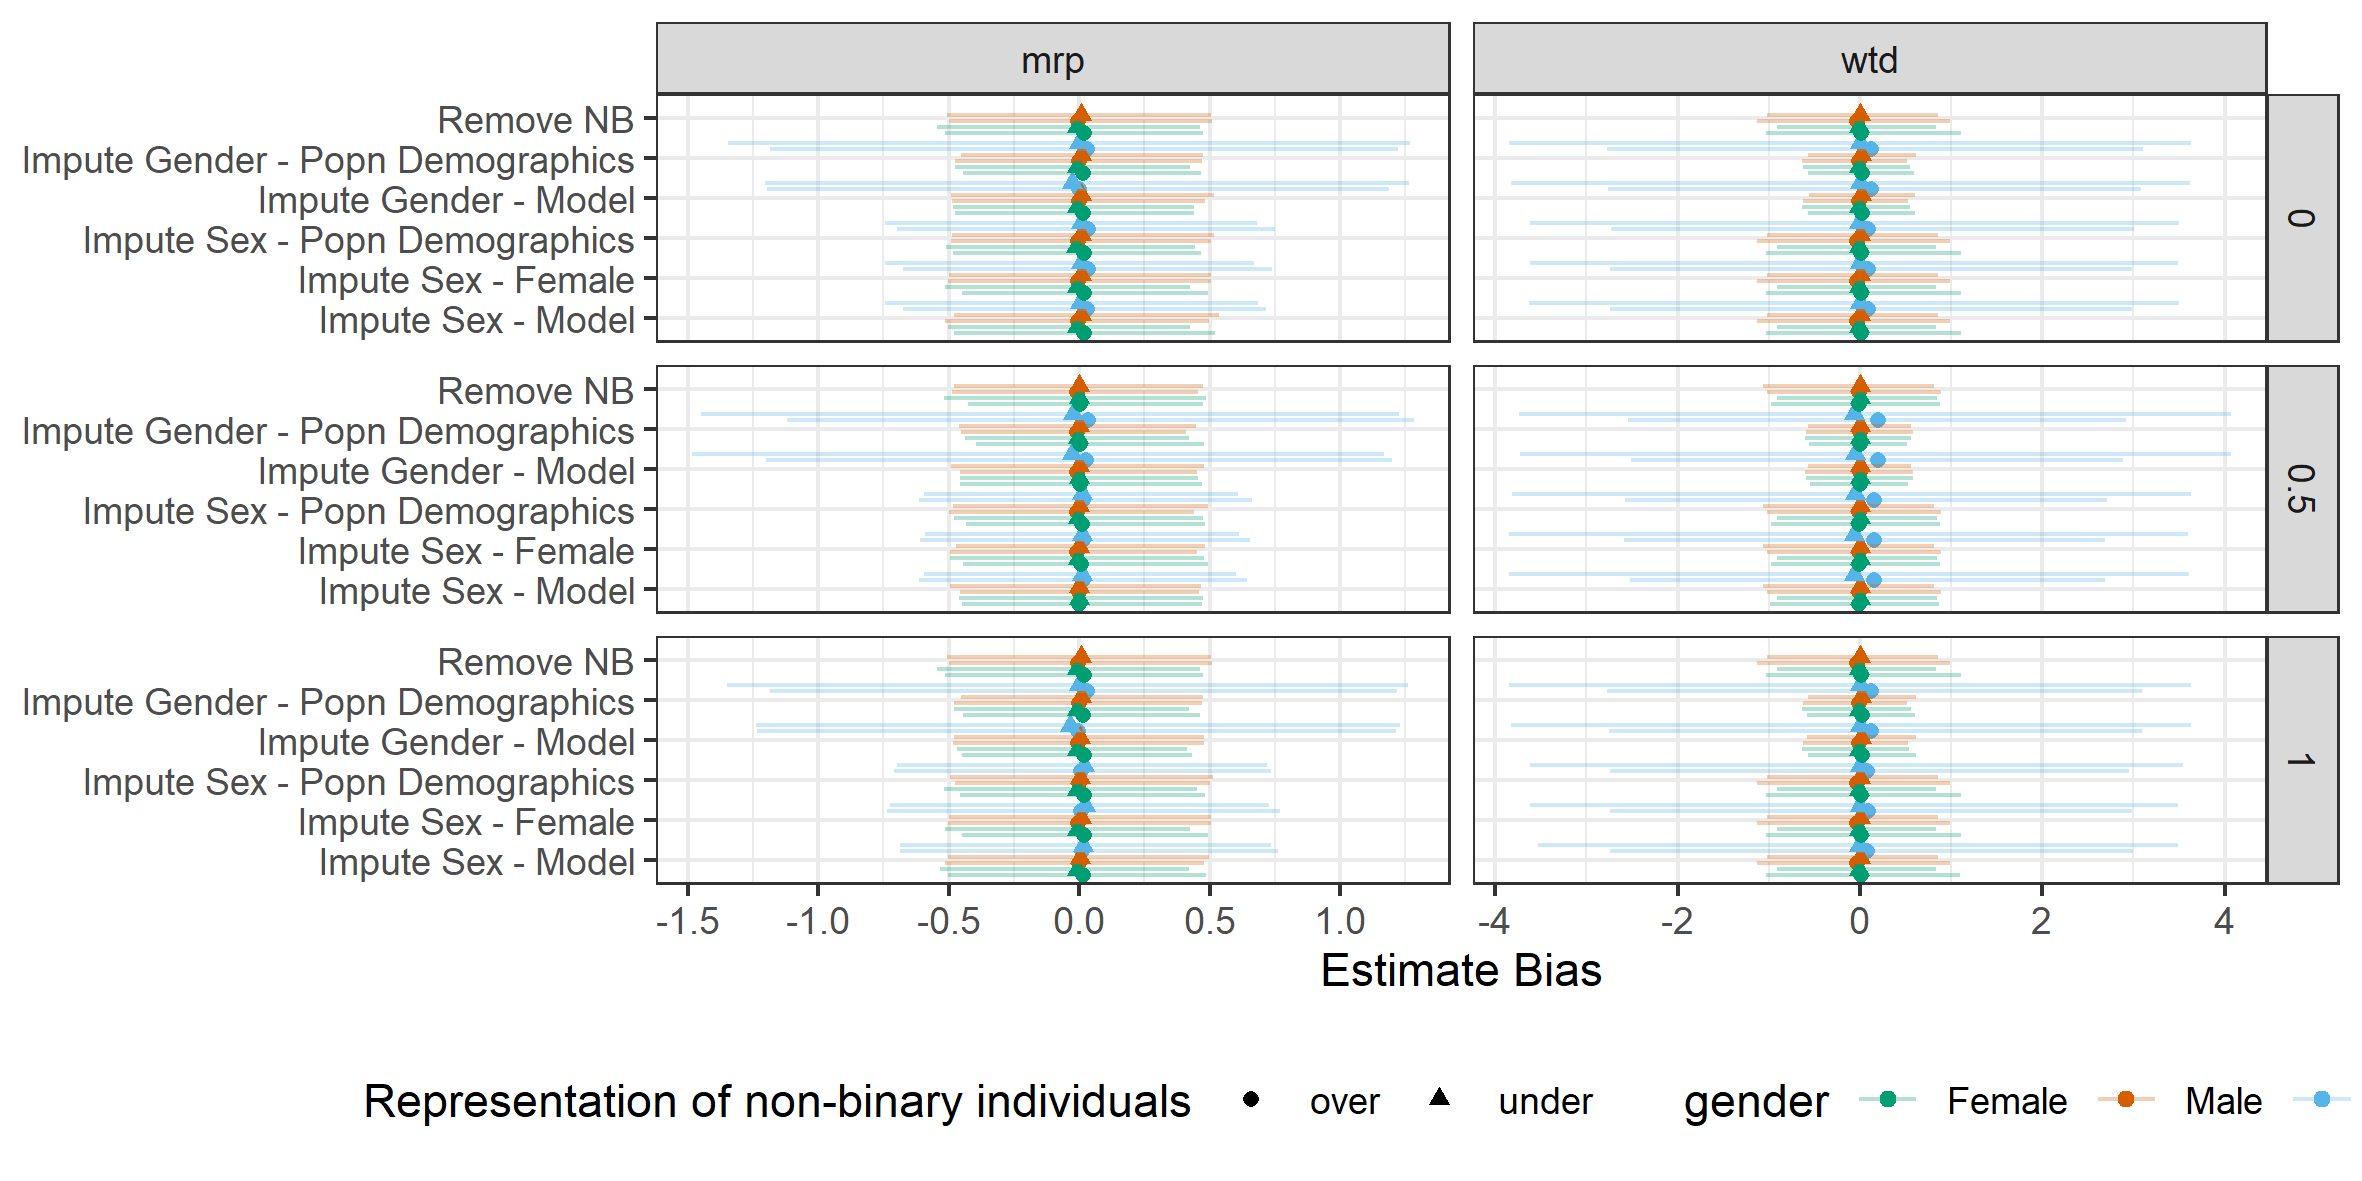 mrp
wtd
Remove NB
Impute Gender - Popn Demographics
Impute Gender - Model
Impute Sex - Popn Demographics
Impute Sex - Female
Impute Sex - Model
0
Remove NB
Impute Gender - Popn Demographics
Impute Gender - Model
Impute Sex - Popn Demographics
Impute Sex - Female
Impute Sex - Model
0.5
Remove NB
Impute Gender - Popn Demographics
Impute Gender - Model
Impute Sex - Popn Demographics
Impute Sex - Female
Impute Sex - Model
1
-1.5 -1.0 -0.5 0.0 0.5 1.0
-4 -2 0 2 4
Estimate Bias
Representation of non-binary individuals over under gender Female Male